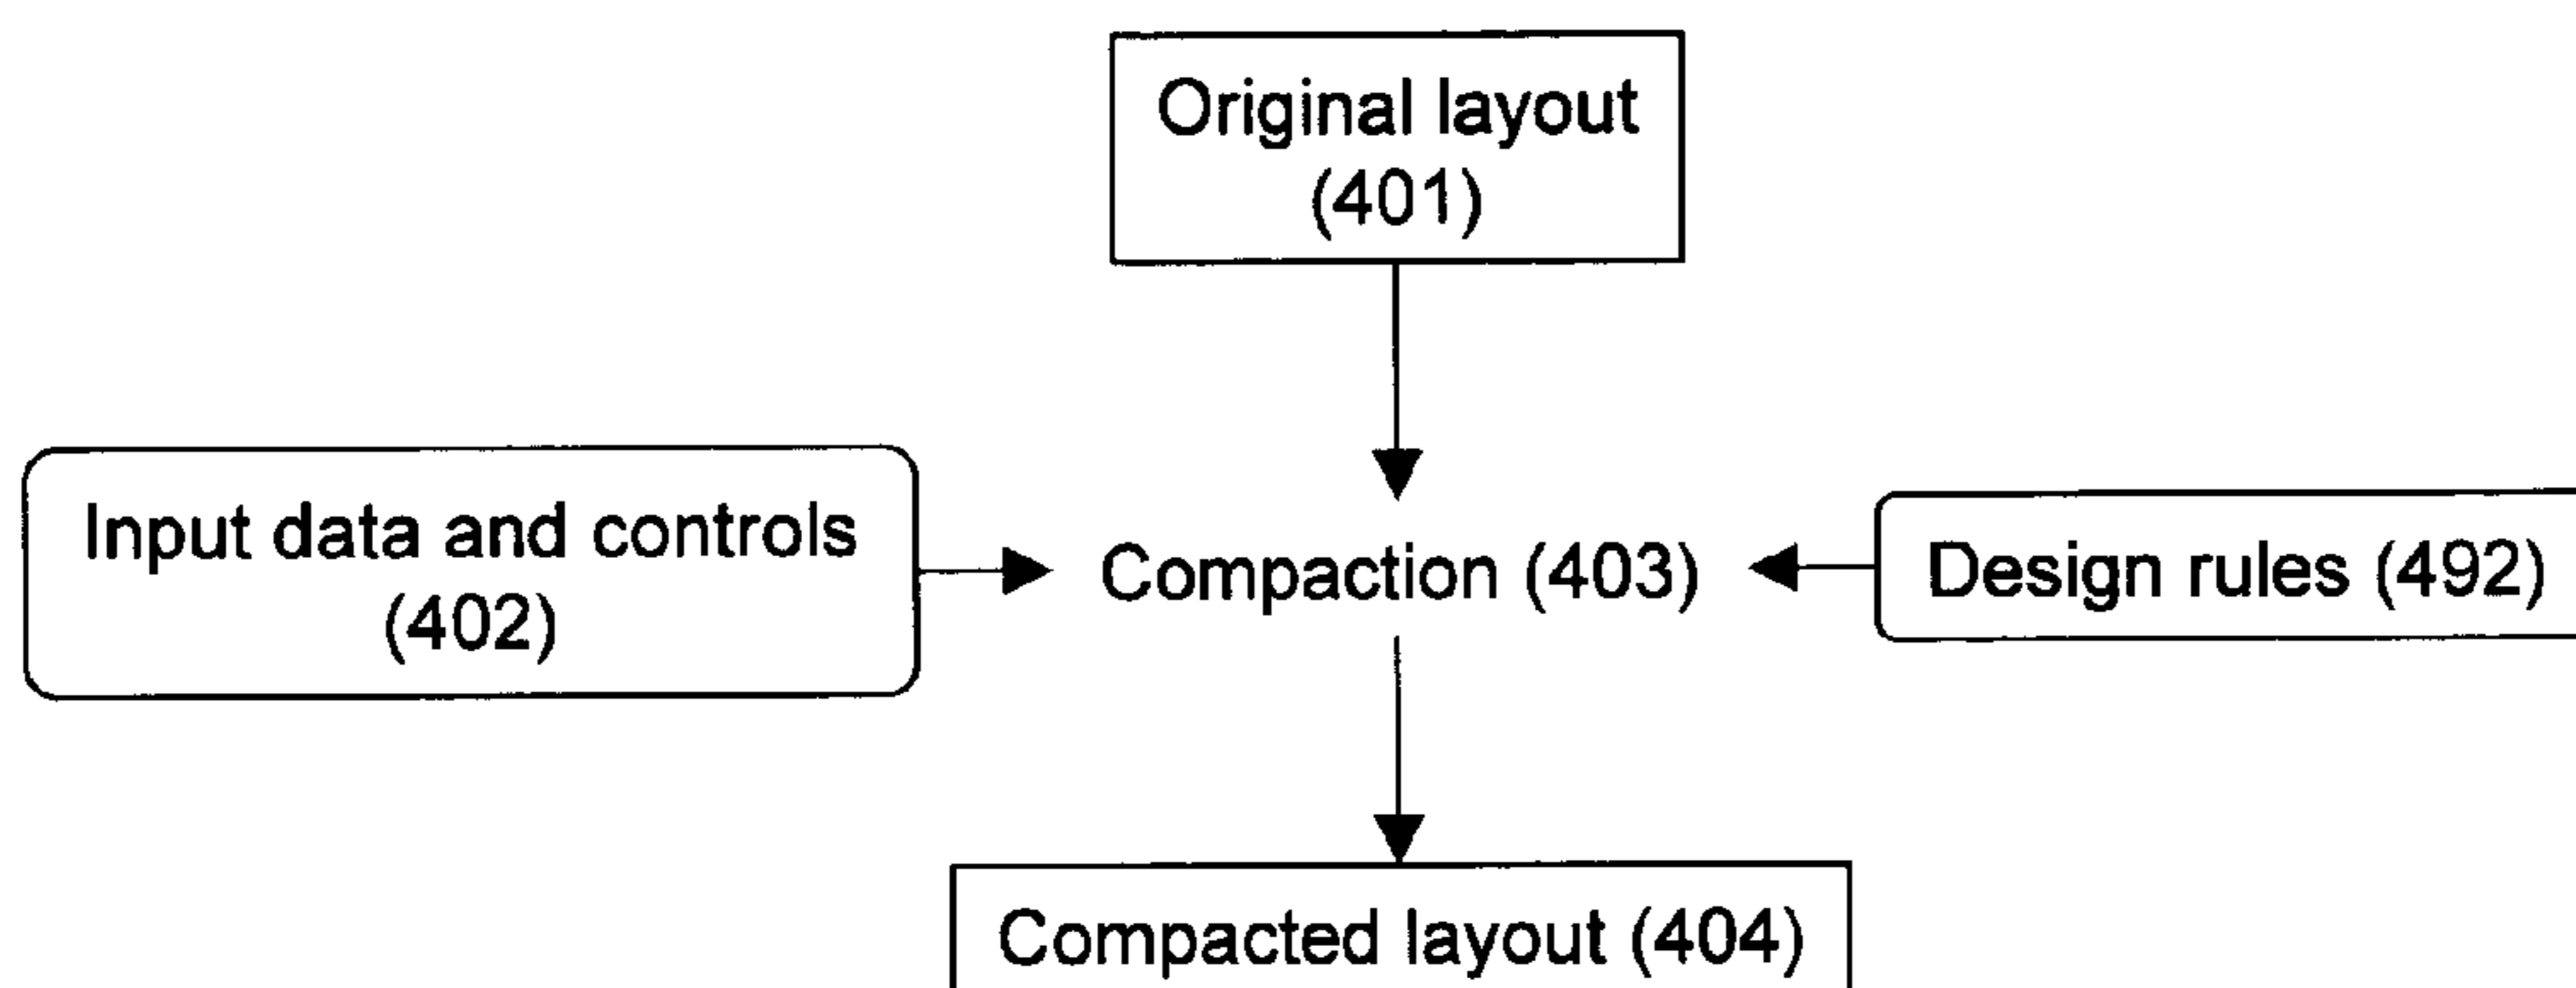 Original layout
(401)
Input data and controls
(402)
Compaction (403)
Design rules (492)
Compacted layout (404)